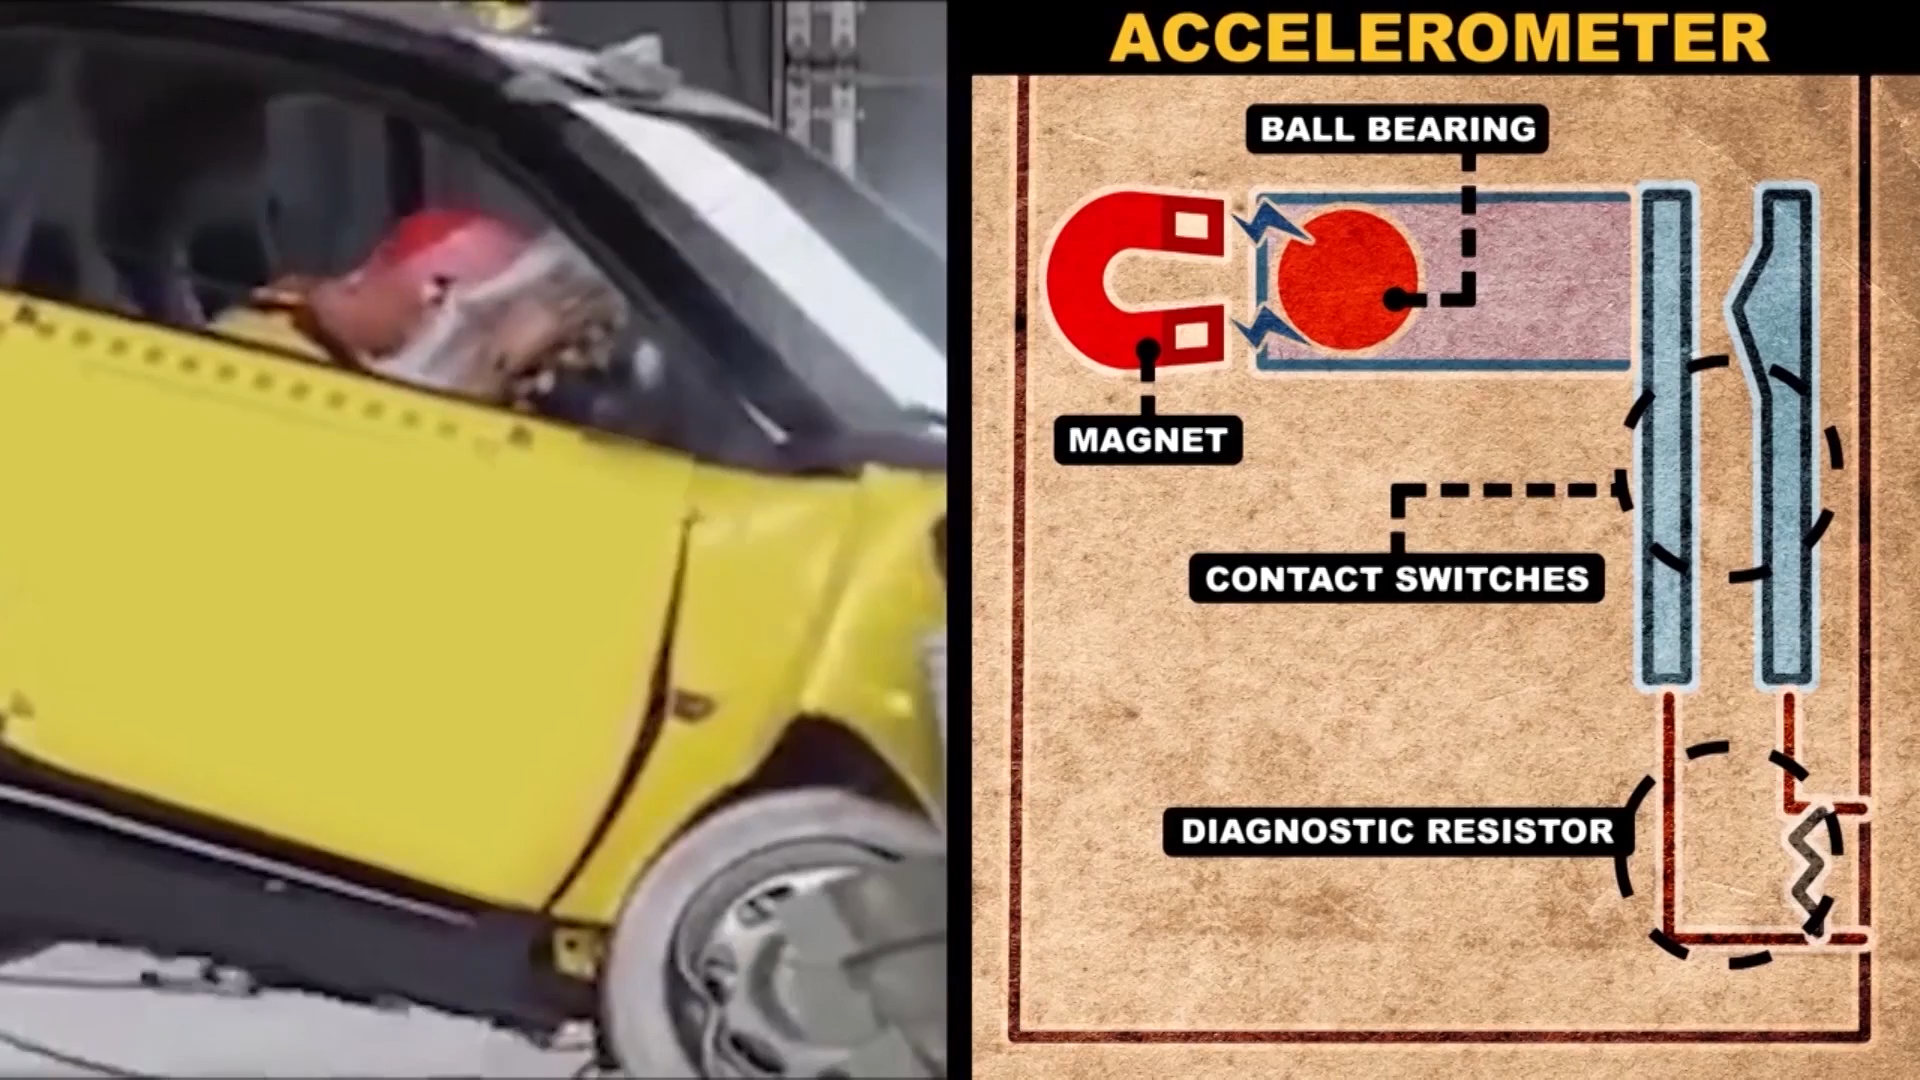 ACCELEROMETER
BALL BEARING
MAGNET
CONTACT SWITCHES
DIAGNOSTIC RESISTOR